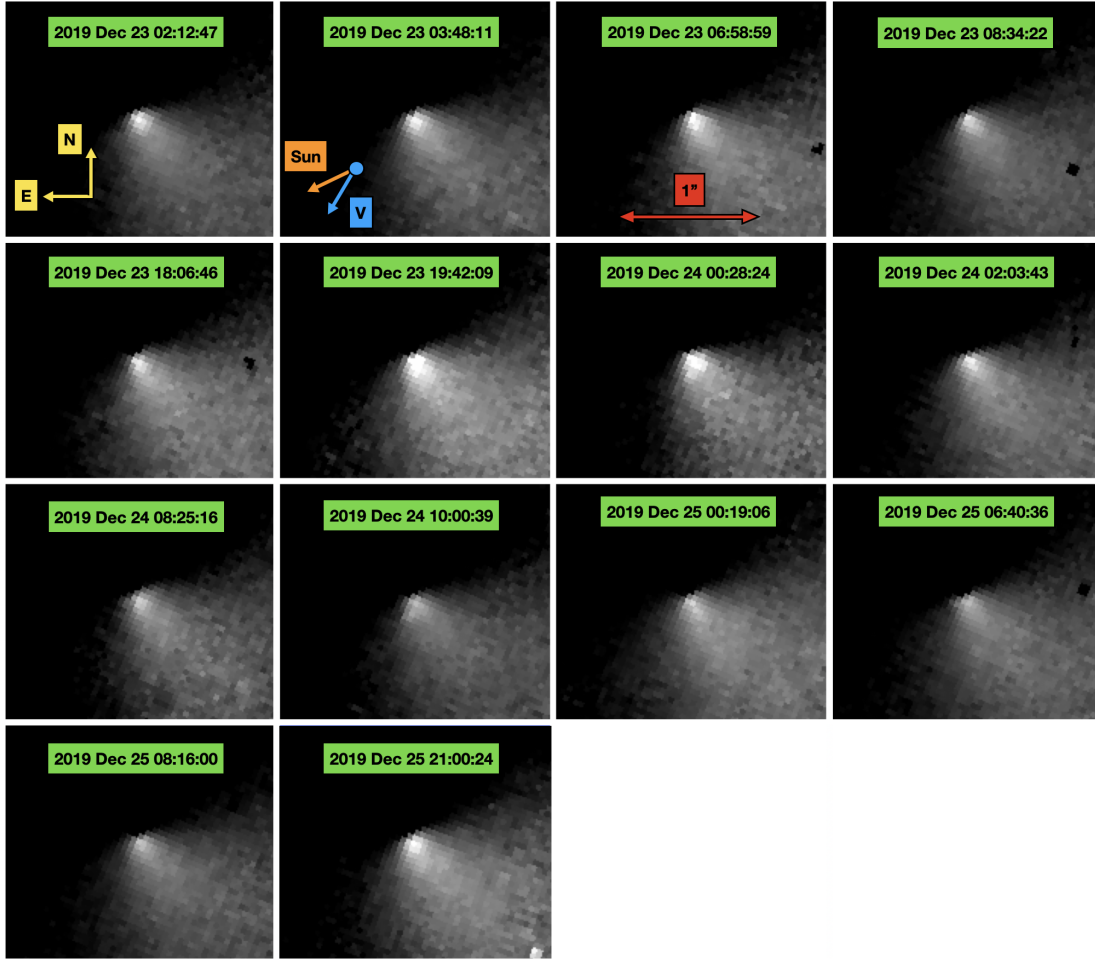 2019 Dec 23 02:12:47
2019 Dec 23 03:48:11
2019 Dec 23 06:58:59
2019 Dec 23 08:34:22
N
E
Sun
V
1”
2019 Dec 23 18:06:46
2019 Dec 23 19:42:09
2019 Dec 24 00:28:24
2019 Dec 24 02:03:43
2019 Dec 24 08:25:16
2019 Dec 24 10:00:39
2019 Dec 25 00:19:06
2019 Dec 25 06:40:36
2019 Dec 25 08:16:00
2019 Dec 25 21:00:24